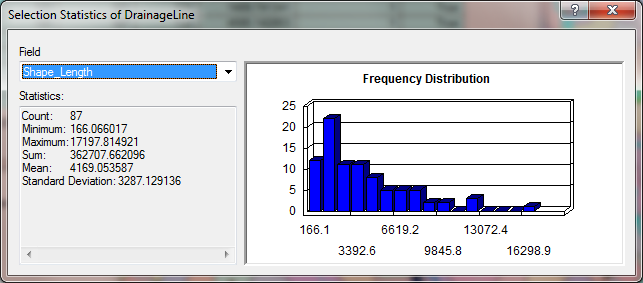 Selection Statistics of DrainageLine
Field
Shape_Length
Statistics:
Count: 87
Minimum: 166.066017
Maximum: 17197.814921
Sum: 362707.662096
Mean: 4169.053587
Standard Deviation: 3287.129136
Frequency Distribution
25
20
15
10
5
0
166.1 6619.2 13072.4
3392.6 9845.8 16298.9